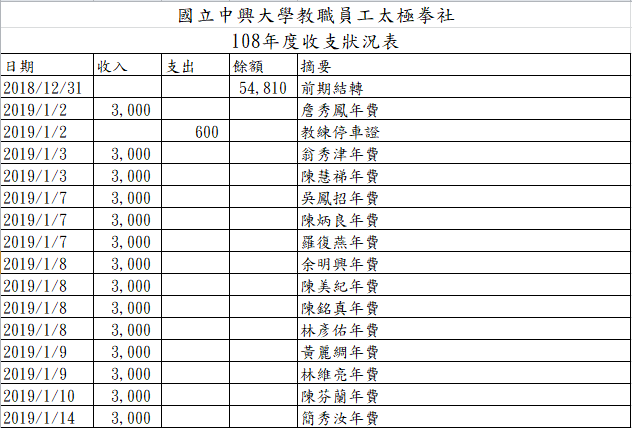 國立中興大學教職員工太極拳社
108年度收支狀況表
日期 收入 支出 餘額 摘要
2018/12/31 54,810 前期結轉
2019/1/2 3,000 詹秀鳳年費
2019/1/2 600 教練停車證
2019/1/3 3,000 翁秀津年費
2019/1/3 3,000 陳慧梯年費
2019/1/7 3,000 吳鳳招年費
2019/1/7 3,000 陳炳良年費
2019/1/7 3,000 羅復燕年費
2019/1/8 3,000 余明興年費
2019/1/8 3,000 陳美紀年費
2019/1/8 3,000 陳銘真年費
2019/1/8 3,000 林彥佑年費
2019/1/9 3,000 黃麗綢年費
2019/1/9 3,000 林維亮年費
2019/1/10 3,000 陳芬蘭年費
2019/1/14 3,000 簡秀汝年費